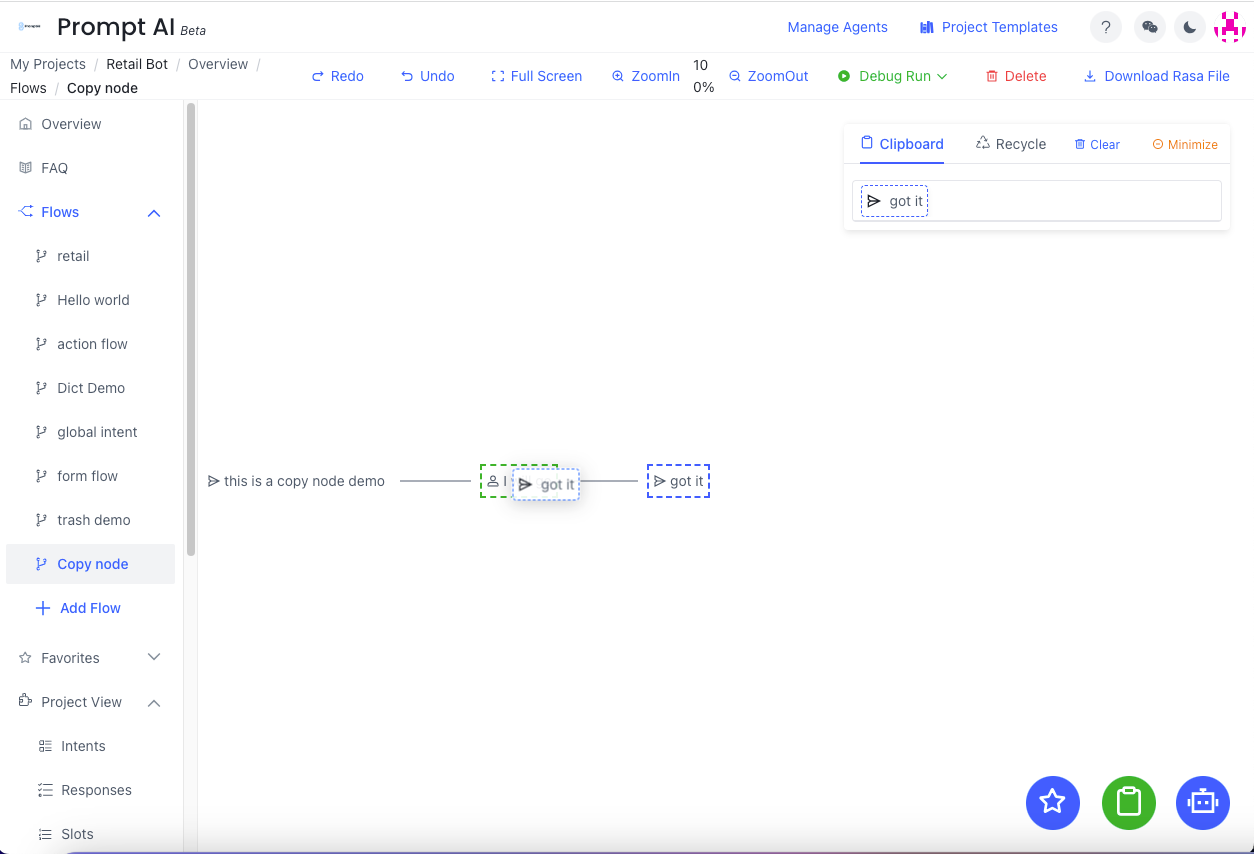 Prompt AI Beta
Manage Agents
Project Templates
?
My Projects / Retail Bot / Overview /
Flows / Copy node
Redo
Undo
Full Screen
ZoomIn
10
0%
ZoomOut
Debug Run
Delete
Download Rasa File
Overview
FAQ
Flows
retail
Hello world
action flow
Dict Demo
global intent
form flow
trash demo
Copy node
Add Flow
Favorites
Project View
Intents
Responses
Slots
Clipboard
Recycle
Clear
Minimize
got it
this is a copy node demo
got it
got it